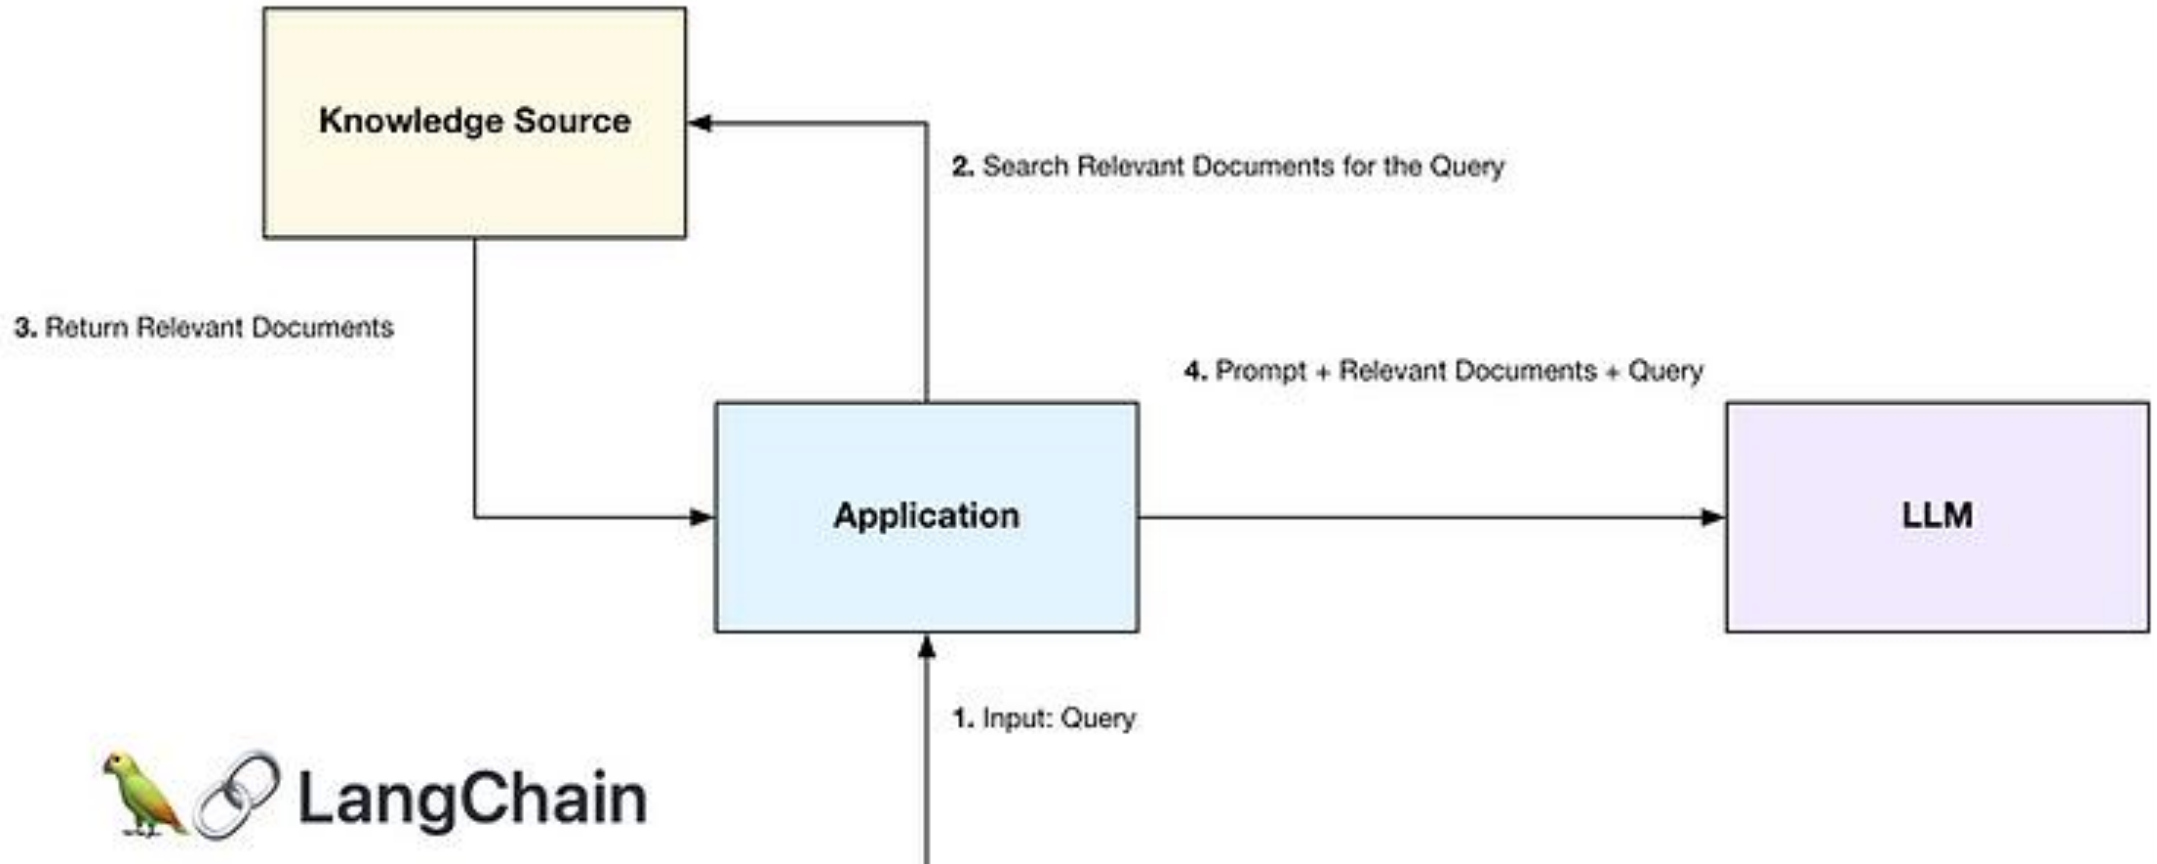 Knowledge Source
2. Search Relevant Documents for the Query
3. Return Relevant Documents
4. Prompt + Relevant Documents + Query
Application
LLM
1. Input: Query
LangChain